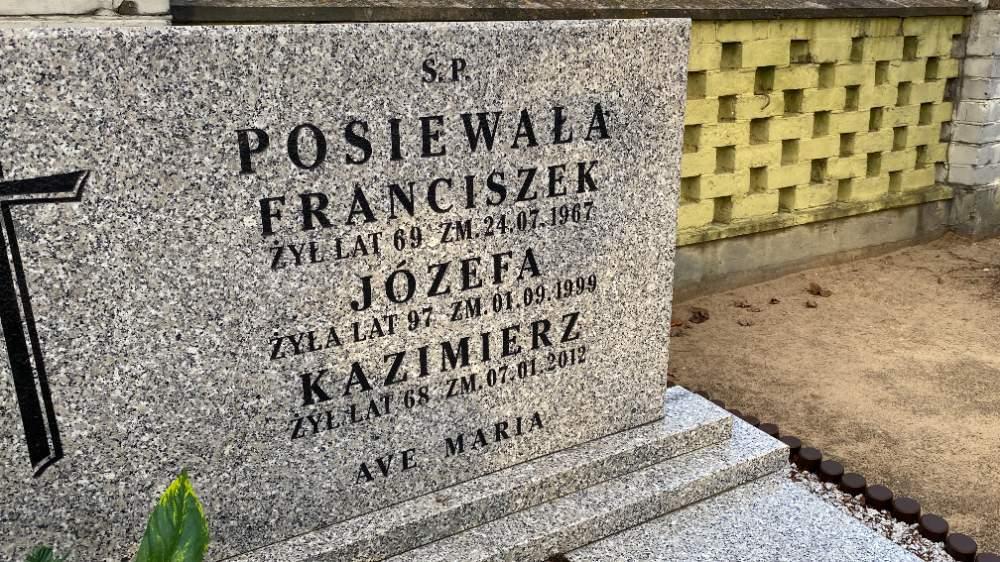 Ś.P.
POSIEWAŁA
FRANCISZEK
ŻYŁ LAT 69 ZM. 24.07.1967
JÓZEFA
ŻYŁA LAT 97 ZM. 01.09.1999
KAZIMIERZ
ŻYŁ LAT 68 ZM. 07.01.2012
AVE MARIA